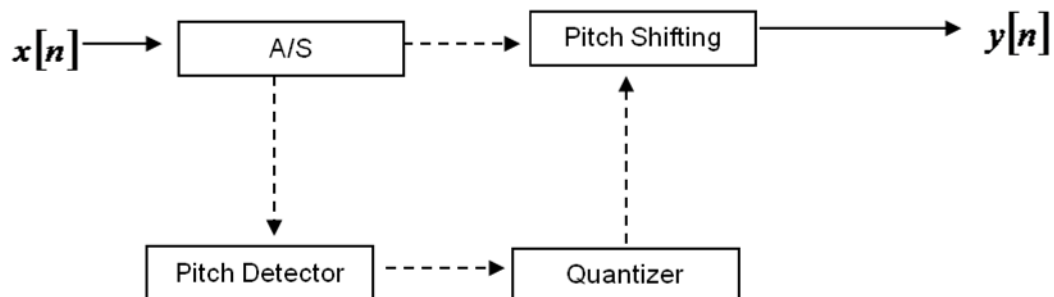 x[n]
A/S
Pitch Shifting
y[n]
Pitch Detector
Quantizer